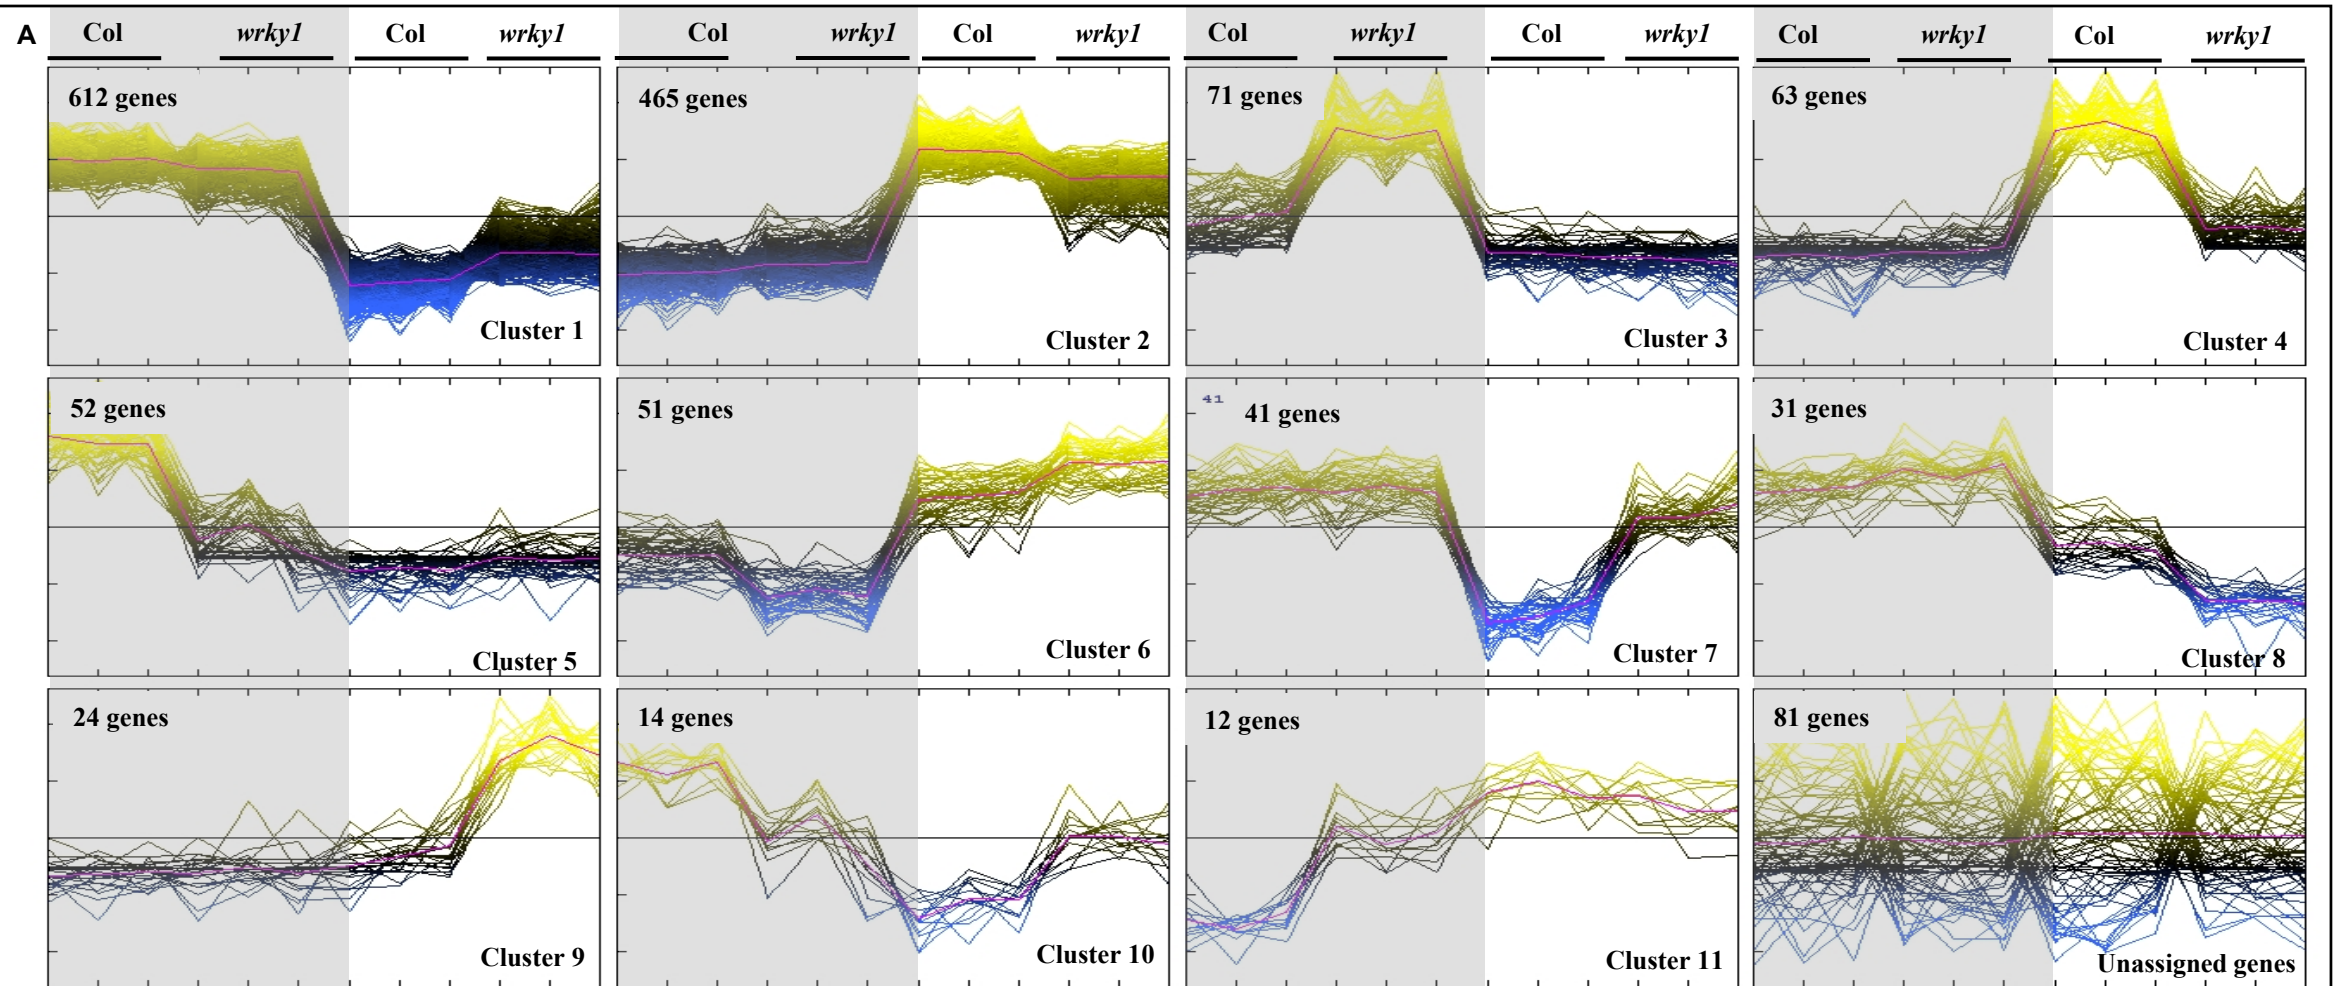 A
Col wrky1 Col wrky1 Col wrky1 Col wrky1 Col wrky1 Col wrky1 Col wrky1 Col wrky1
612 genes
Cluster 1
465 genes
Cluster 2
71 genes
Cluster 3
63 genes
Cluster 4
52 genes
Cluster 5
51 genes
Cluster 6
41
41 genes
Cluster 7
31 genes
Cluster 8
24 genes
Cluster 9
14 genes
Cluster 10
12 genes
Cluster 11
81 genes
Unassigned genes